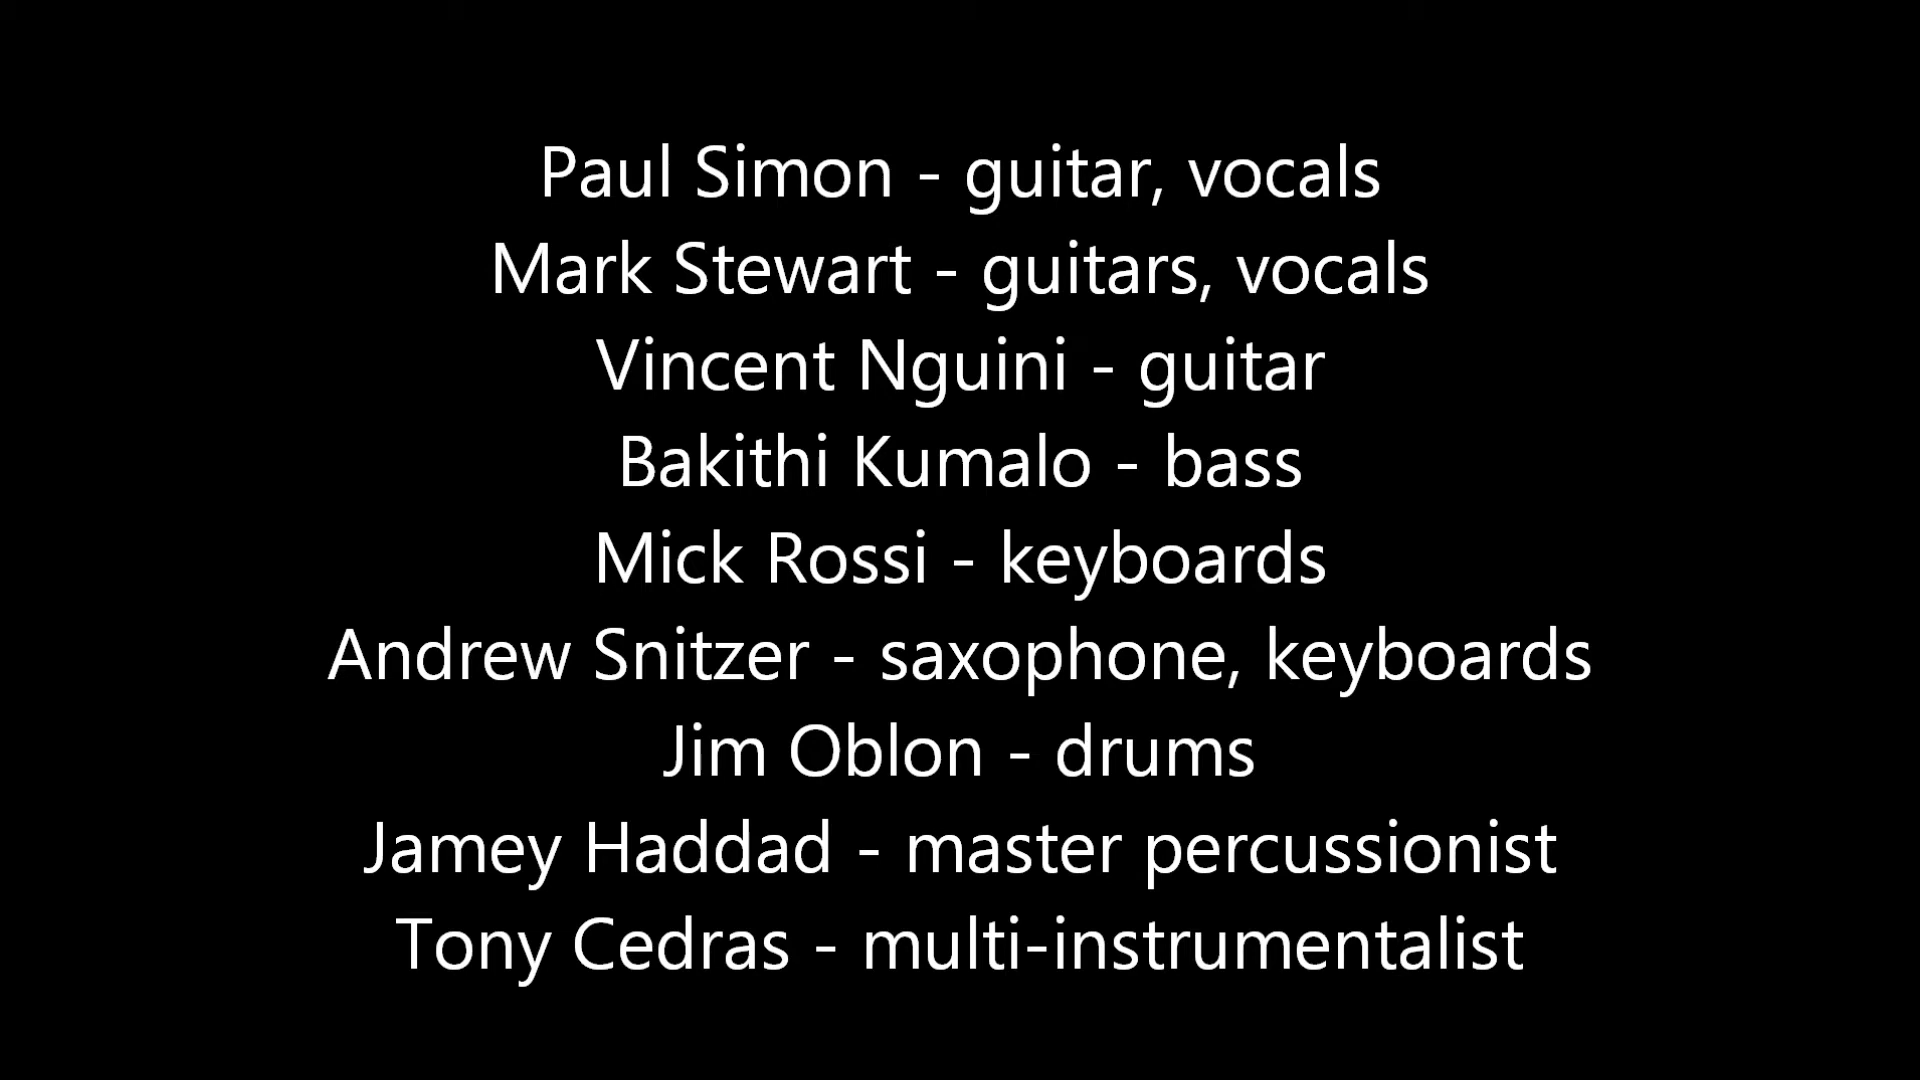 Paul Simon - guitar, vocals
Mark Stewart - guitars, vocals
Vincent Nguini - guitar
Bakithi Kumalo - bass
Mick Rossi - keyboards
Andrew Snitzer - saxophone, keyboards
Jim Oblon - drums
Jamey Haddad - master percussionist
Tony Cedras - multi-instrumentalist